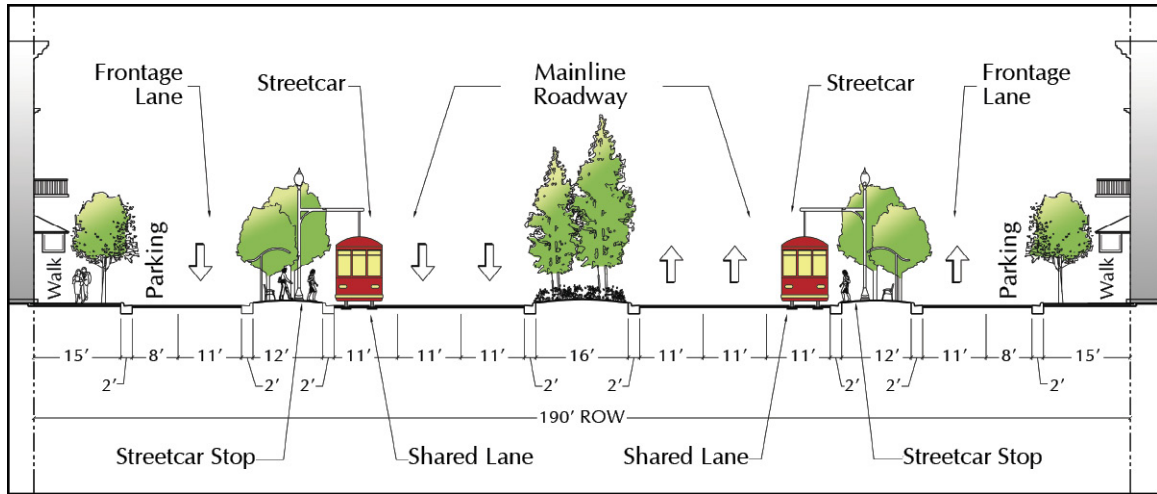 Frontage
Lane
Streetcar
Mainline
Roadway
Streetcar
Frontage
Lane
Walk
Parking
Parking
Walk
15′
8′
11′
12′
11′
11′
11′
16′
11′
11′
11′
12′
11′
8′
15′
2′
2′
2′
2′
2′
2′
2′
2′
190′ ROW
Streetcar Stop
Shared Lane
Shared Lane
Streetcar Stop